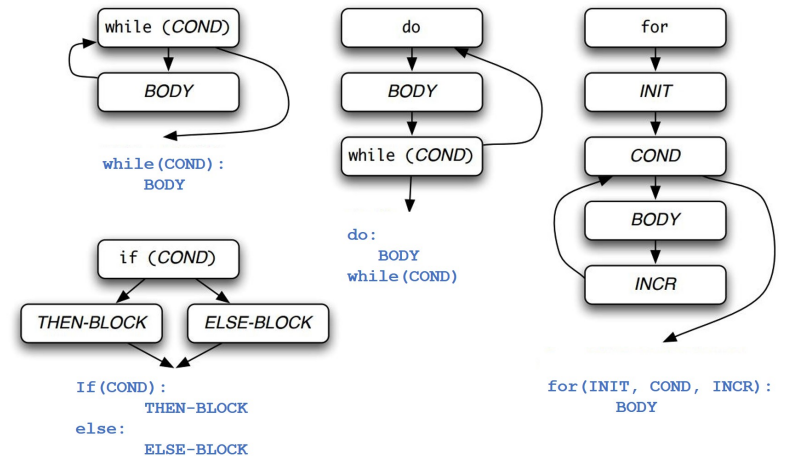 while (COND)
BODY
while(COND):
BODY
do
BODY
while (COND)
do:
BODY
while(COND)
for
INIT
COND
BODY
INCR
for(INIT, COND, INCR):
BODY
if (COND)
THEN-BLOCK
ELSE-BLOCK
If(COND):
THEN-BLOCK
else:
ELSE-BLOCK